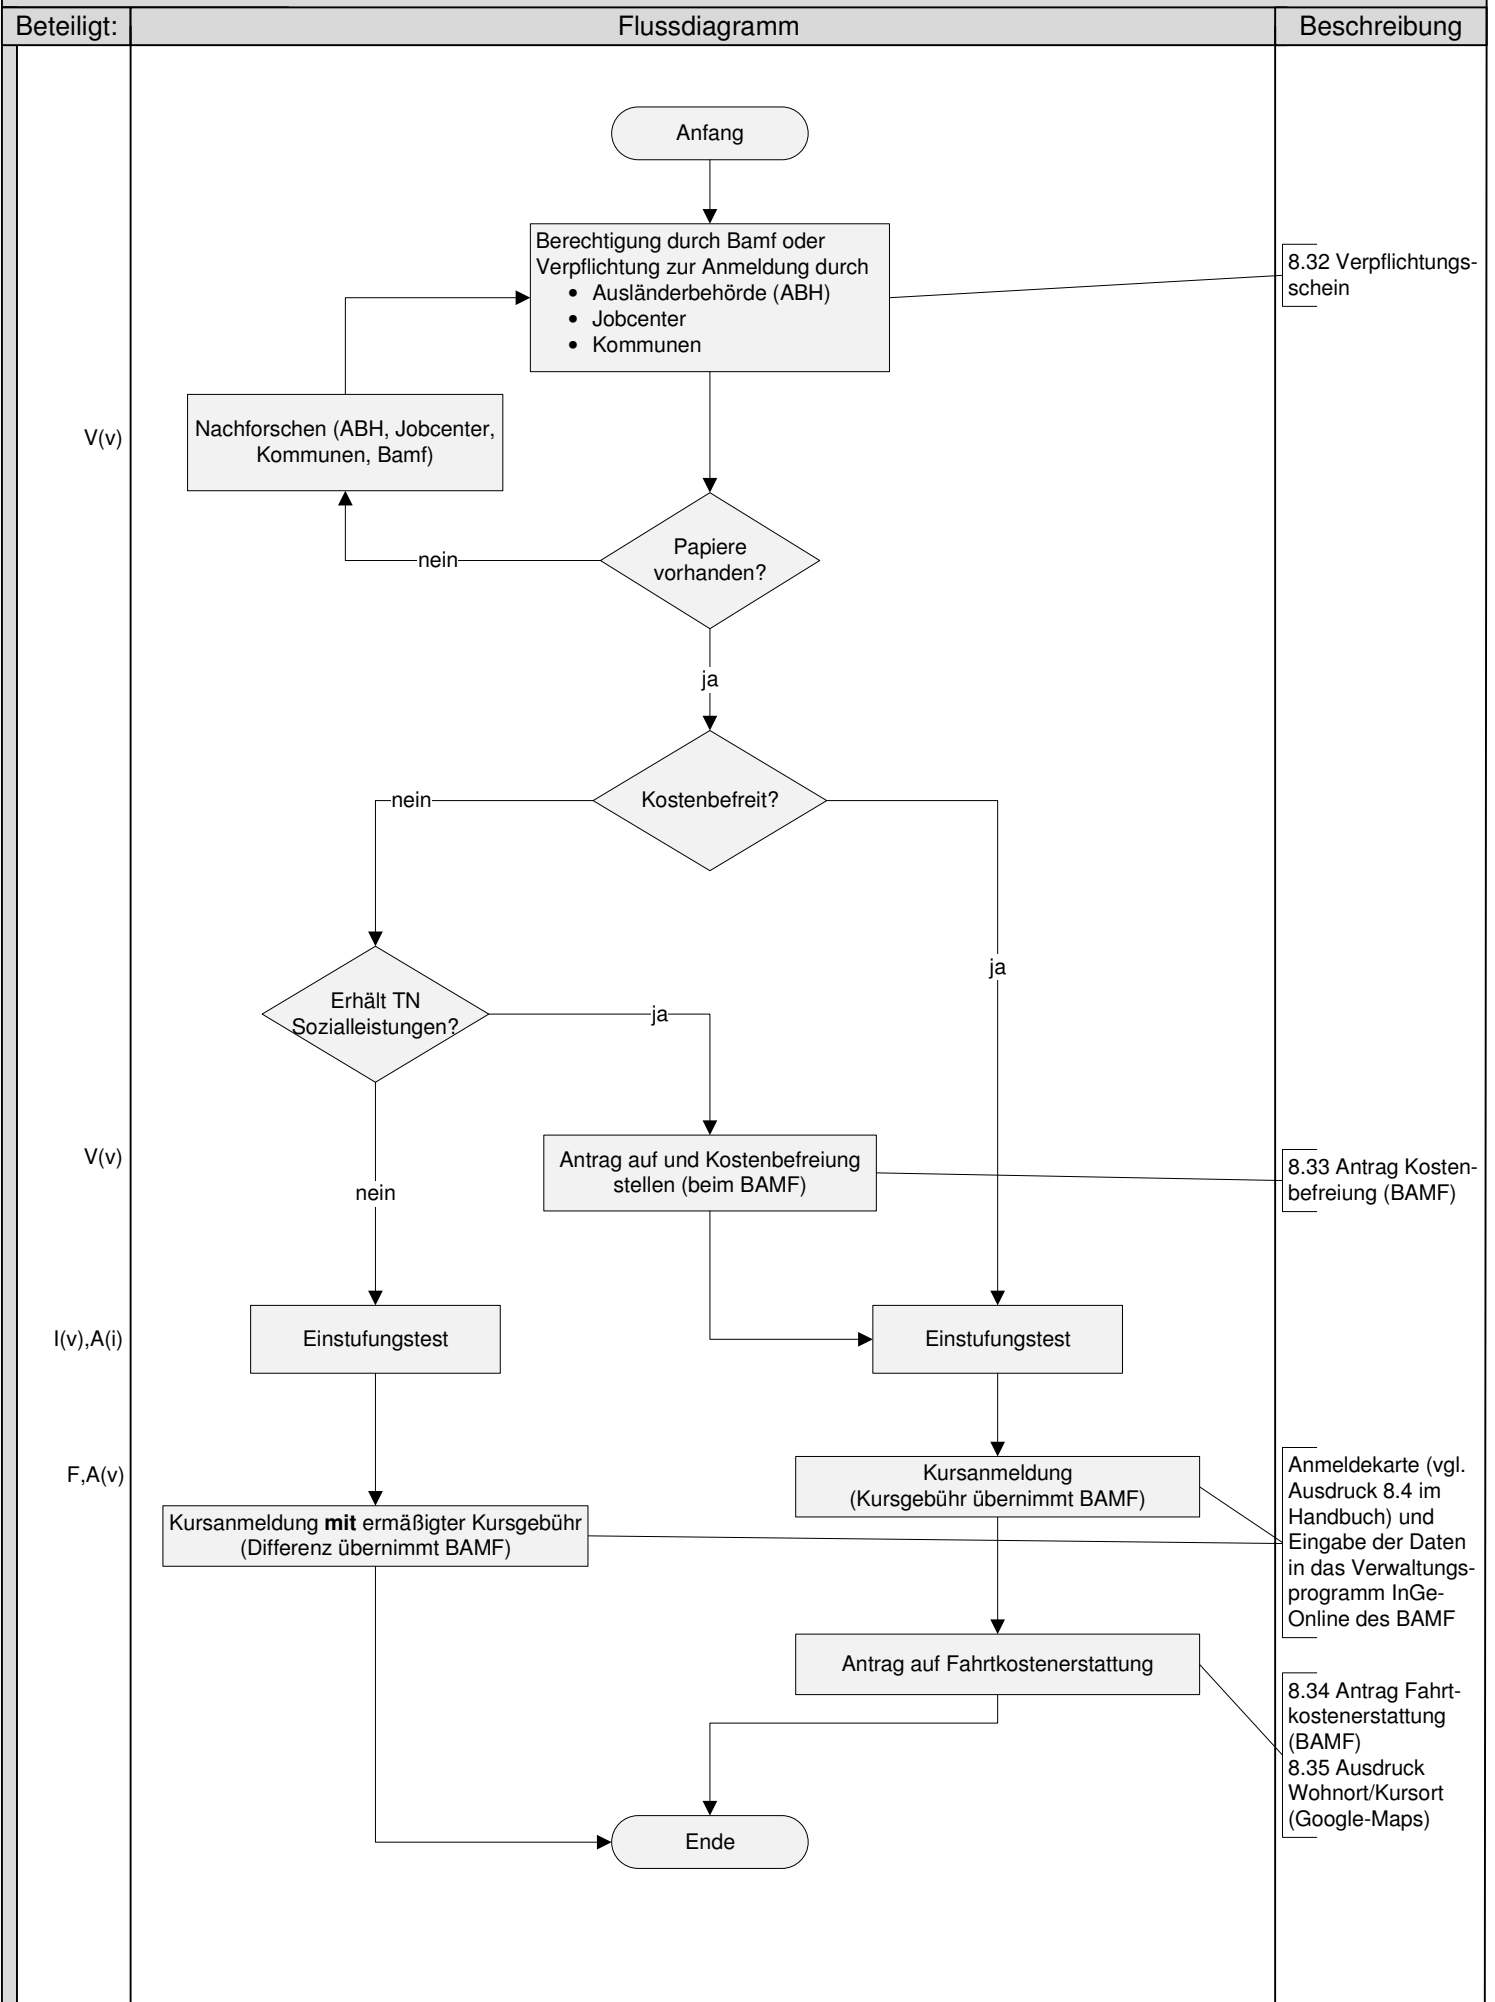 Beteiligt:
Flussdiagramm
Beschreibung
Anfang
Berechtigung durch Bamf oder
Verpflichtung zur Anmeldung durch
• Ausländerbehörde (ABH)
• Jobcenter
• Kommunen
8.32 Verpflichtungs-
schein
V(v)
Nachforschen (ABH, Jobcenter,
Kommunen, Bamf)
Papiere
vorhanden?
nein
ja
Kostenbefreit?
nein
ja
Erhält TN
Sozialleistungen?
ja
nein
V(v)
Antrag auf und Kostenbefreiung
stellen (beim BAMF)
8.33 Antrag Kosten-
befreiung (BAMF)
I(v),A(i)
Einstufungstest
Einstufungstest
F,A(v)
Kursanmeldung
(Kursgebühr übernimmt BAMF)
Kursanmeldung mit ermäßigter Kursgebühr
(Differenz übernimmt BAMF)
Anmeldekarte (vgl.
Ausdruck 8.4 im
Handbuch) und
Eingabe der Daten
in das Verwaltungs-
programm InGe-
Online des BAMF
Antrag auf Fahrtkostenerstattung
8.34 Antrag Fahrt-
kostenerstattung
(BAMF)
8.35 Ausdruck
Wohnort/Kursort
(Google-Maps)
Ende